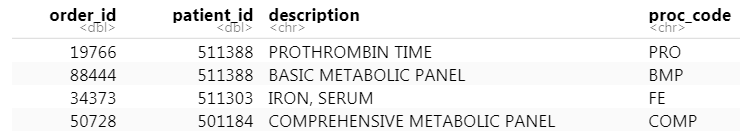 order_id patient_id description proc_code
<dbl> <dbl> <chr> <chr>
19766 511388 PROTHROMBIN TIME PRO
88444 511388 BASIC METABOLIC PANEL BMP
34373 511303 IRON, SERUM FE
50728 501184 COMPREHENSIVE METABOLIC PANEL COMP